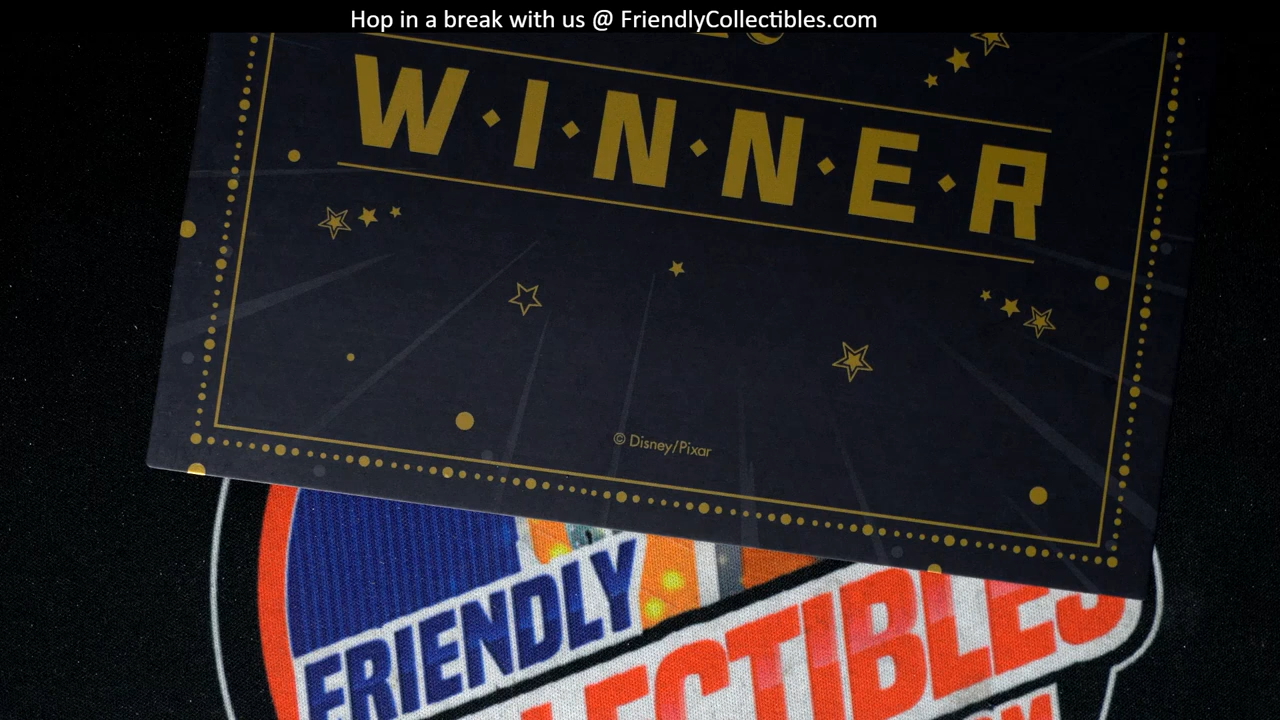 Hop in a break with us @ FriendlyCollectibles.com
W·I·N·N·E·R
© Disney/Pixar
FRIENDLY
LECTIBLES